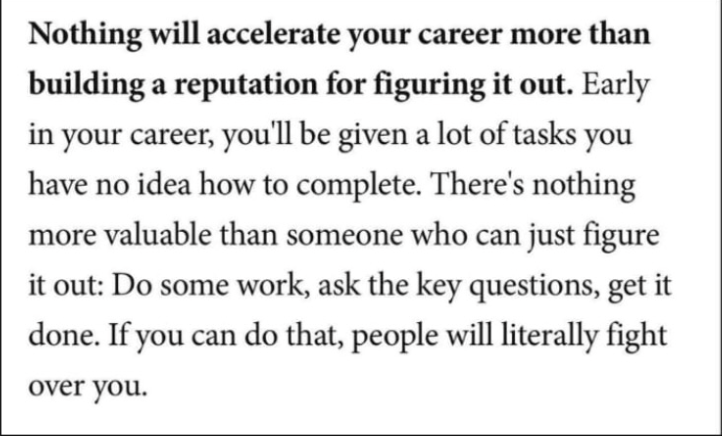 Nothing will accelerate your career more than
building a reputation for figuring it out. Early
in your career, you'll be given a lot of tasks you
have no idea how to complete. There's nothing
more valuable than someone who can just figure
it out: Do some work, ask the key questions, get it
done. If you can do that, people will literally fight
over you.